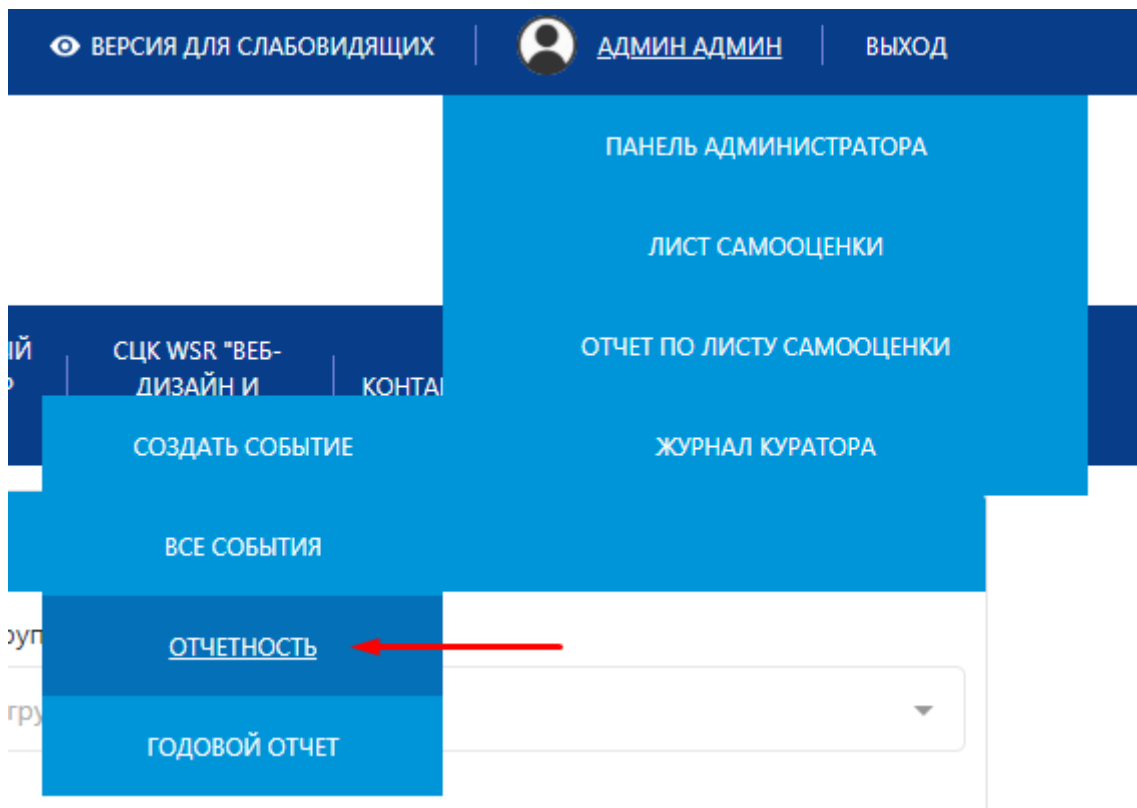 ВЕРСИЯ ДЛЯ СЛАБОВИДЯЩИХ
АДМИН АДМИН
ВЫХОД
ПАНЕЛЬ АДМИНИСТРАТОРА
ЛИСТ САМООЦЕНКИ
ОТЧЕТ ПО ЛИСТУ САМООЦЕНКИ
ЖУРНАЛ КУРАТОРА
СЦК WSR "ВЕБ-
ДИЗАЙН И
СОЗДАТЬ СОБЫТИЕ
ВСЕ СОБЫТИЯ
ОТЧЕТНОСТЬ
ГОДОВОЙ ОТЧЕТ